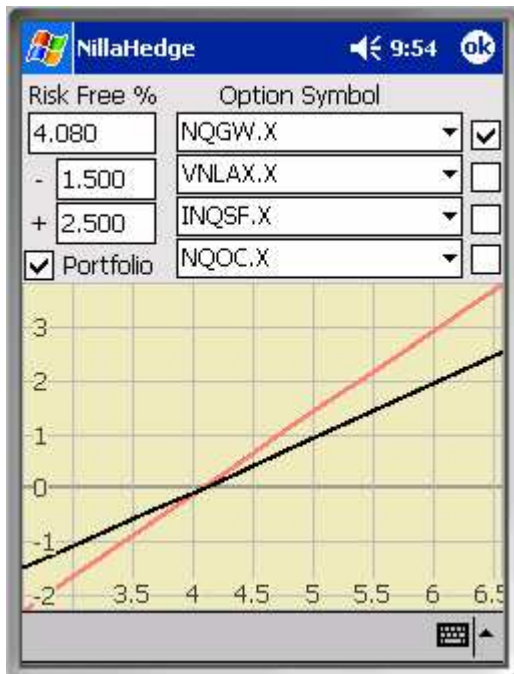 NillaHedge 9:54 ok
Risk Free % Option Symbol
4.080 NQGW.X
- 1.500 VNLAX.X
+ 2.500 INQSF.X
Portfolio NQOC.X
3
2
1
0
-1
-2 3.5 4 4.5 5 5.5 6 6.5